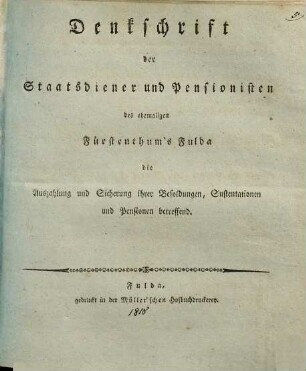 Denkschrift
der
Staatsdiener und Pensionisten
des ehemaligen
Fürstenthum's Fulda
die
Auszahlung und Sicherung ihrer Besoldungen, Sustentationen
und Pensionen betreffend.
Fulda,
gedruckt in der Müller'schen Hofbuchdruckerey.
1815